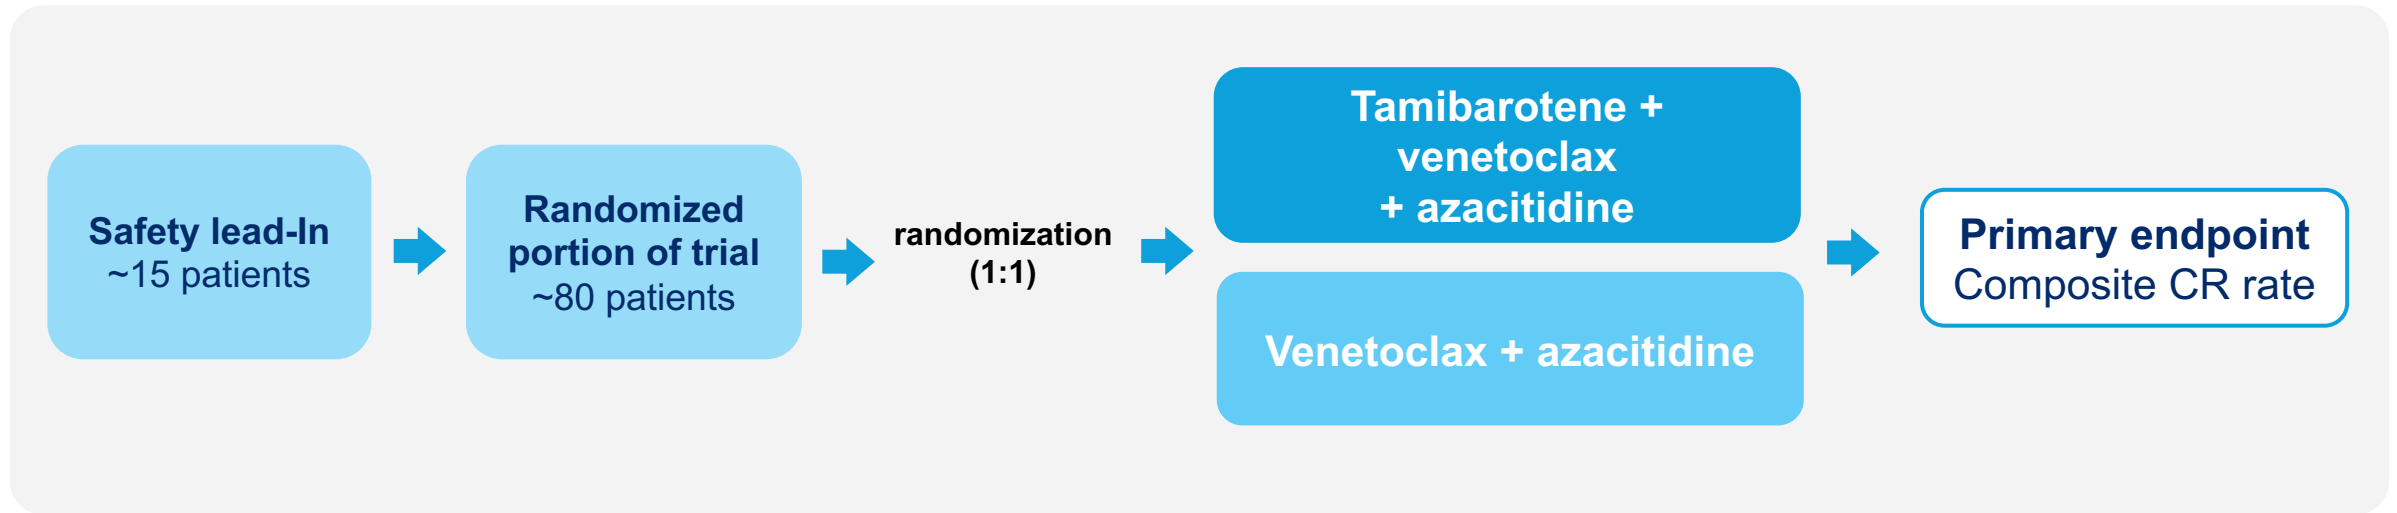 Safety lead-In
~15 patients
Randomized
portion of trial
~80 patients
randomization
(1:1)
Tamibarotene +
venetoclax
+ azacitidine
Venetoclax + azacitidine
Primary endpoint
Composite CR rate